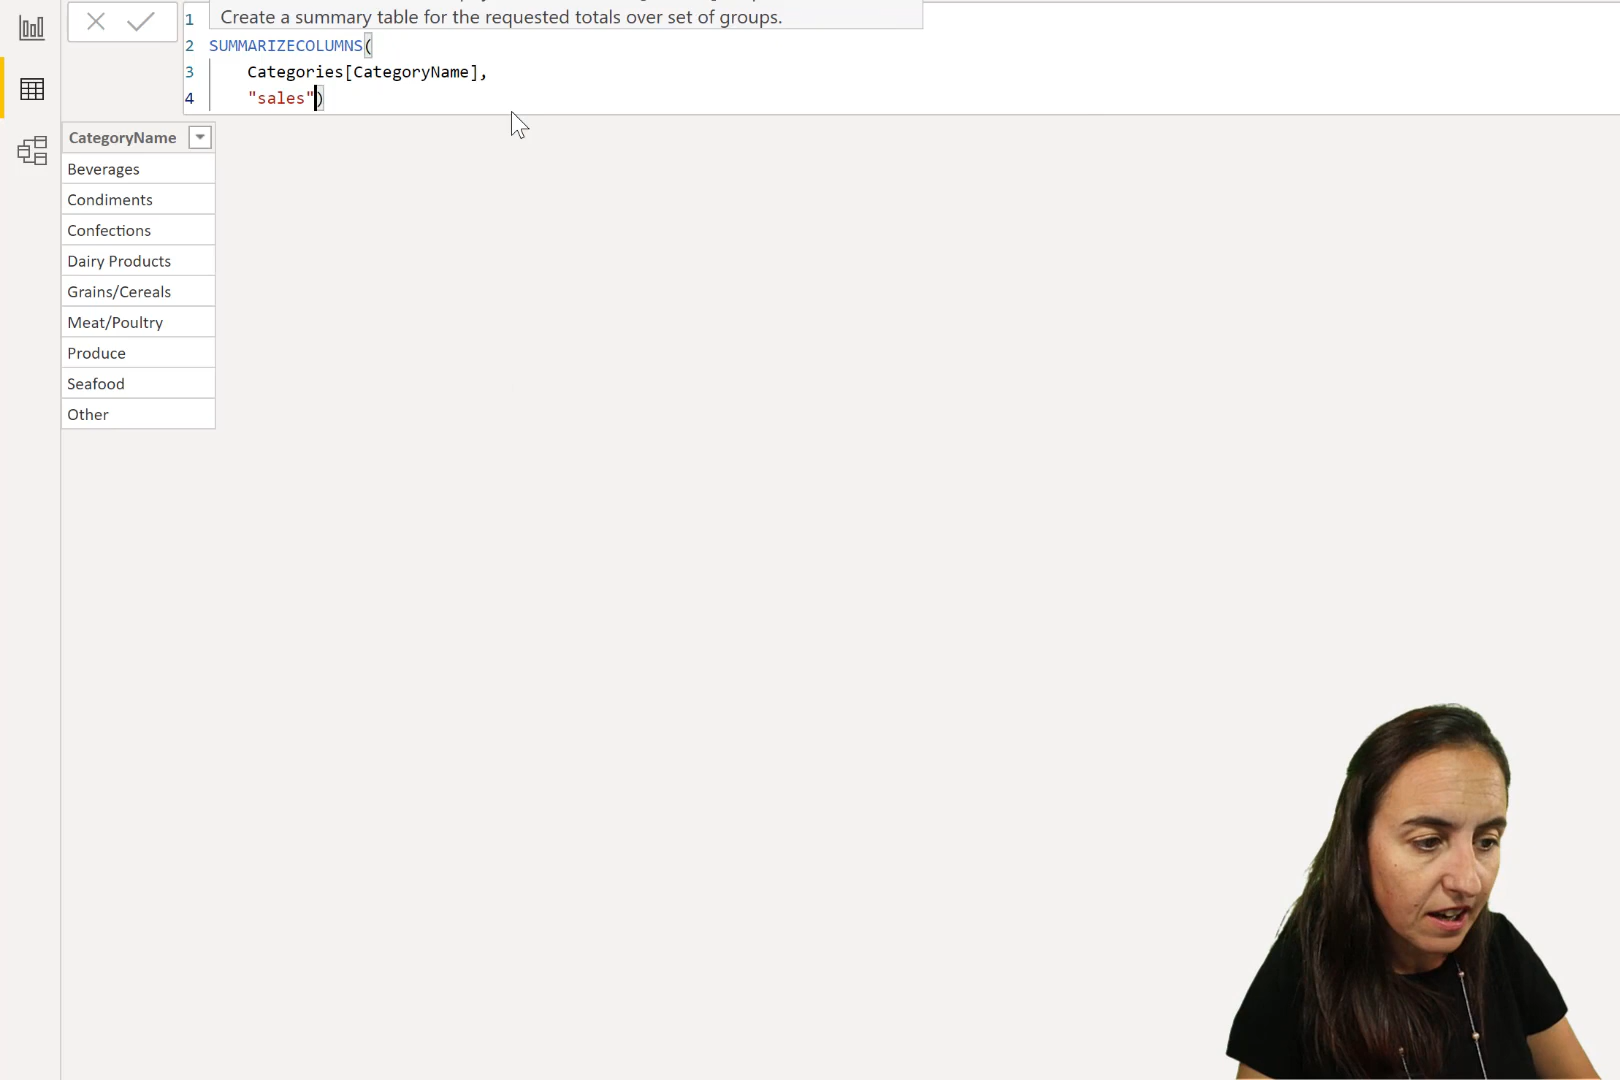 Create a summary table for the requested totals over set of groups.
1
2 SUMMARIZECOLUMNS(
3 Categories[CategoryName],
4 "sales")
CategoryName
Beverages
Condiments
Confections
Dairy Products
Grains/Cereals
Meat/Poultry
Produce
Seafood
Other